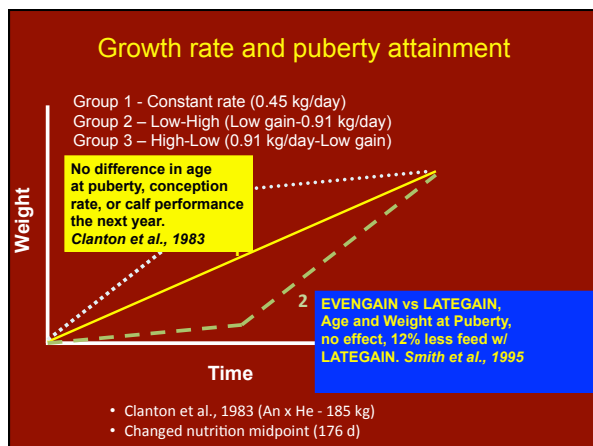 Growth rate and puberty attainment
Group 1 - Constant rate (0.45 kg/day)
Group 2 – Low-High (Low gain-0.91 kg/day)
Group 3 – High-Low (0.91 kg/day-Low gain)
No difference in age
at puberty, conception
rate, or calf performance
the next year.
Clanton et al., 1983
Weight
2
EVENGAIN vs LATEGAIN,
Age and Weight at Puberty,
no effect, 12% less feed w/
LATEGAIN. Smith et al., 1995
Time
• Clanton et al., 1983 (An x He - 185 kg)
• Changed nutrition midpoint (176 d)